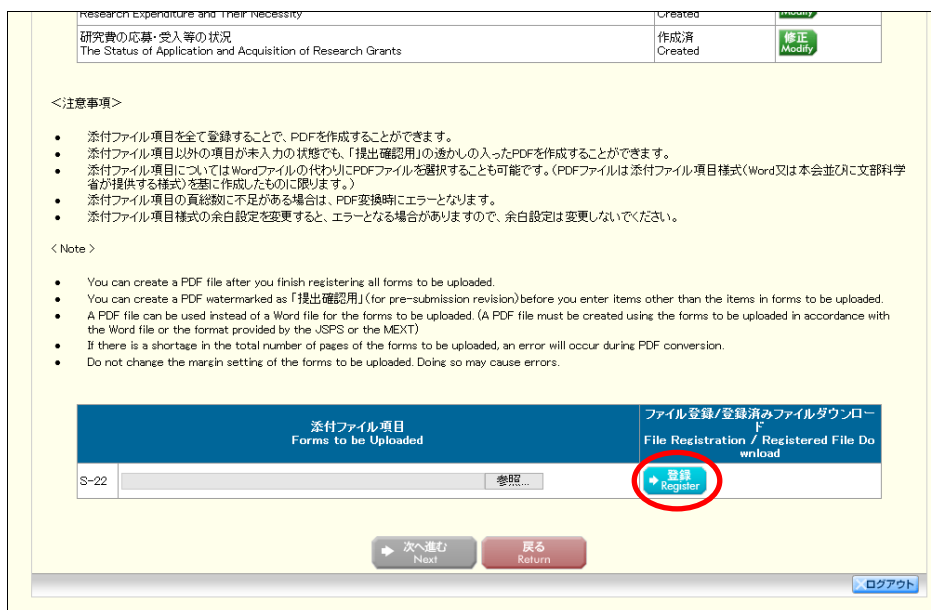 Research Expenditure and Their Necessity
Created
Modify
研究費の応募・受入等の状況
The Status of Application and Acquisition of Research Grants
作成済
Created
修正
Modify
＜注意事項＞
• 添付ファイル項目を全て登録することで、PDFを作成することができます。
• 添付ファイル項目以外の項目が未入力の状態でも、「提出確認用」の透かしの入ったPDFを作成することができます。
• 添付ファイル項目についてはWordファイルの代わりにPDFファイルを選択することも可能です。（PDFファイルは添付ファイル項目様式（Word又は本会並びに文部科学
省が提供する様式）を基に作成したものに限ります。）
• 添付ファイル項目の頁総数に不足がある場合は、PDF変換時にエラーとなります。
• 添付ファイル項目様式の余白設定を変更すると、エラーとなる場合がありますので、余白設定は変更しないでください。
< Note >
• You can create a PDF file after you finish registering all forms to be uploaded.
• You can create a PDF watermarked as「提出確認用」(for pre-submission revision)before you enter items other than the items in forms to be uploaded.
• A PDF file can be used instead of a Word file for the forms to be uploaded. (A PDF file must be created using the forms to be uploaded in accordance with
the Word file or the format provided by the JSPS or the MEXT)
• If there is a shortage in the total number of pages of the forms to be uploaded, an error will occur during PDF conversion.
• Do not change the margin setting of the forms to be uploaded. Doing so may cause errors.
添付ファイル項目
Forms to be Uploaded
ファイル登録/登録済みファイルダウンロー
ド
File Registration / Registered File Do
wnload
S-22
参照...
登録
Register
次へ進む
Next
戻る
Return
ログアウト